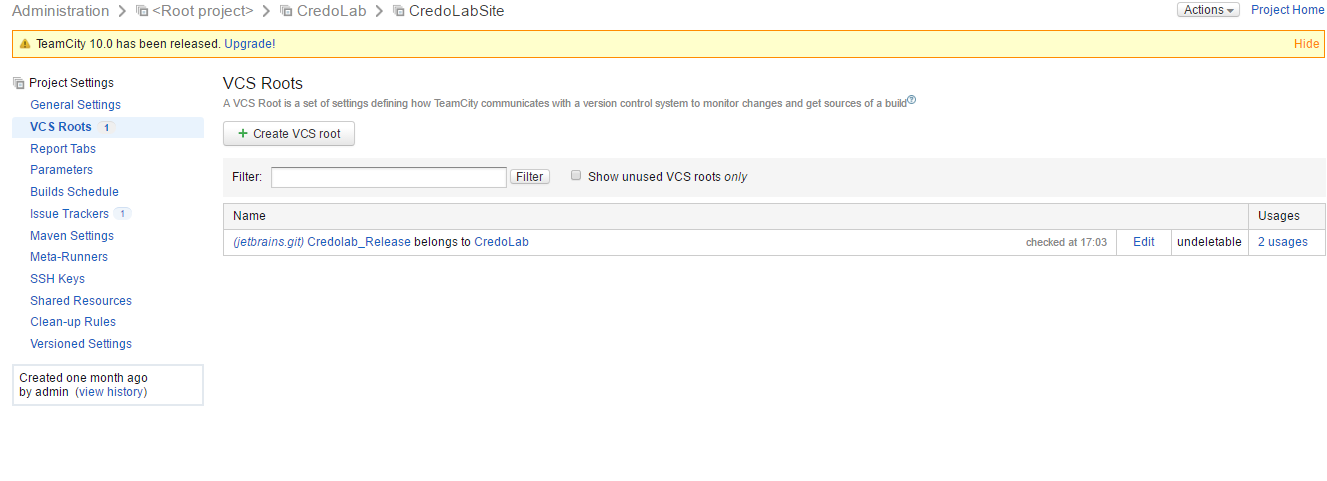 Administration <Root project> CredoLab CredoLabSite Actions Project Home
TeamCity 10.0 has been released. Upgrade! Hide
Project Settings
General Settings
VCS Roots 1
Report Tabs
Parameters
Builds Schedule
Issue Trackers 1
Maven Settings
Meta-Runners
SSH Keys
Shared Resources
Clean-up Rules
Versioned Settings
Created one month ago
by admin (view history)
VCS Roots
A VCS Root is a set of settings defining how TeamCity communicates with a version control system to monitor changes and get sources of a build?
+ Create VCS root
Filter: Filter Show unused VCS roots only
Name Usages
(jetbrains.git) Credolab_Release belongs to CredoLab checked at 17:03 Edit undeletable 2 usages